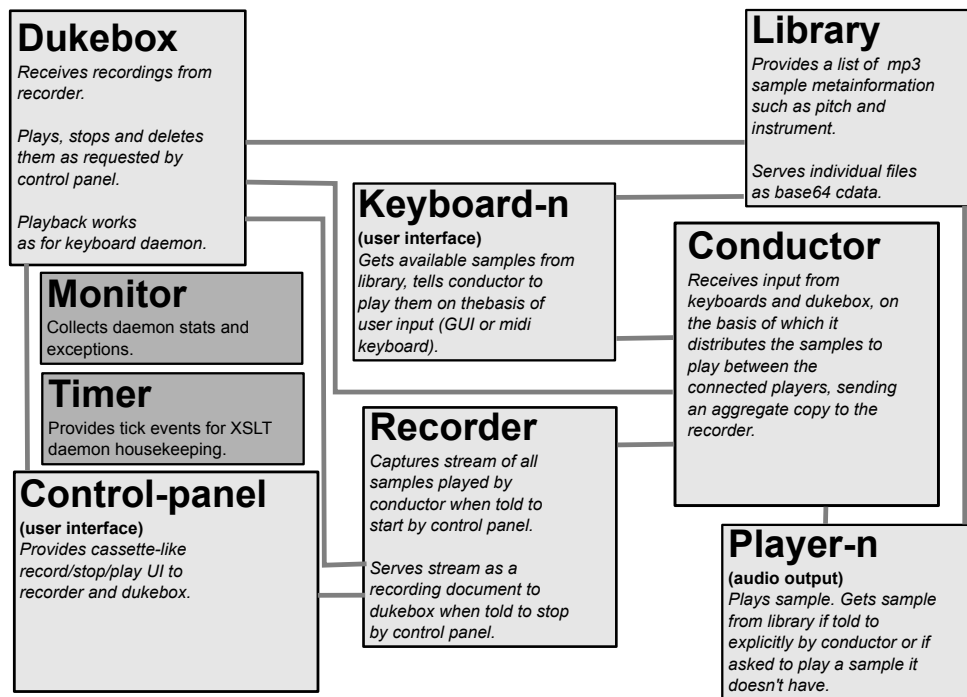 Dukebox
Receives recordings from
recorder.
Plays, stops and deletes
them as requested by
control panel.
Playback works
as for keyboard daemon.
Library
Provides a list of mp3
sample metainformation
such as pitch and
instrument.
Serves individual files
as base64 cdata.
Keyboard-n
(user interface)
Gets available samples from
library, tells conductor to
play them on thebasis of
user input (GUI or midi
keyboard).
Conductor
Receives input from
keyboards and dukebox, on
the basis of which it
distributes the samples to
play between the
connected players, sending
an aggregate copy to the
recorder.
Monitor
Collects daemon stats and
exceptions.
Timer
Provides tick events for XSLT
daemon housekeeping.
Recorder
Captures stream of all
samples played by
conductor when told to
start by control panel.
Serves stream as a
recording document to
dukebox when told to stop
by control panel.
Control-panel
(user interface)
Provides cassette-like
record/stop/play UI to
recorder and dukebox.
Player-n
(audio output)
Plays sample. Gets sample
from library if told to
explicitly by conductor or if
asked to play a sample it
doesn't have.